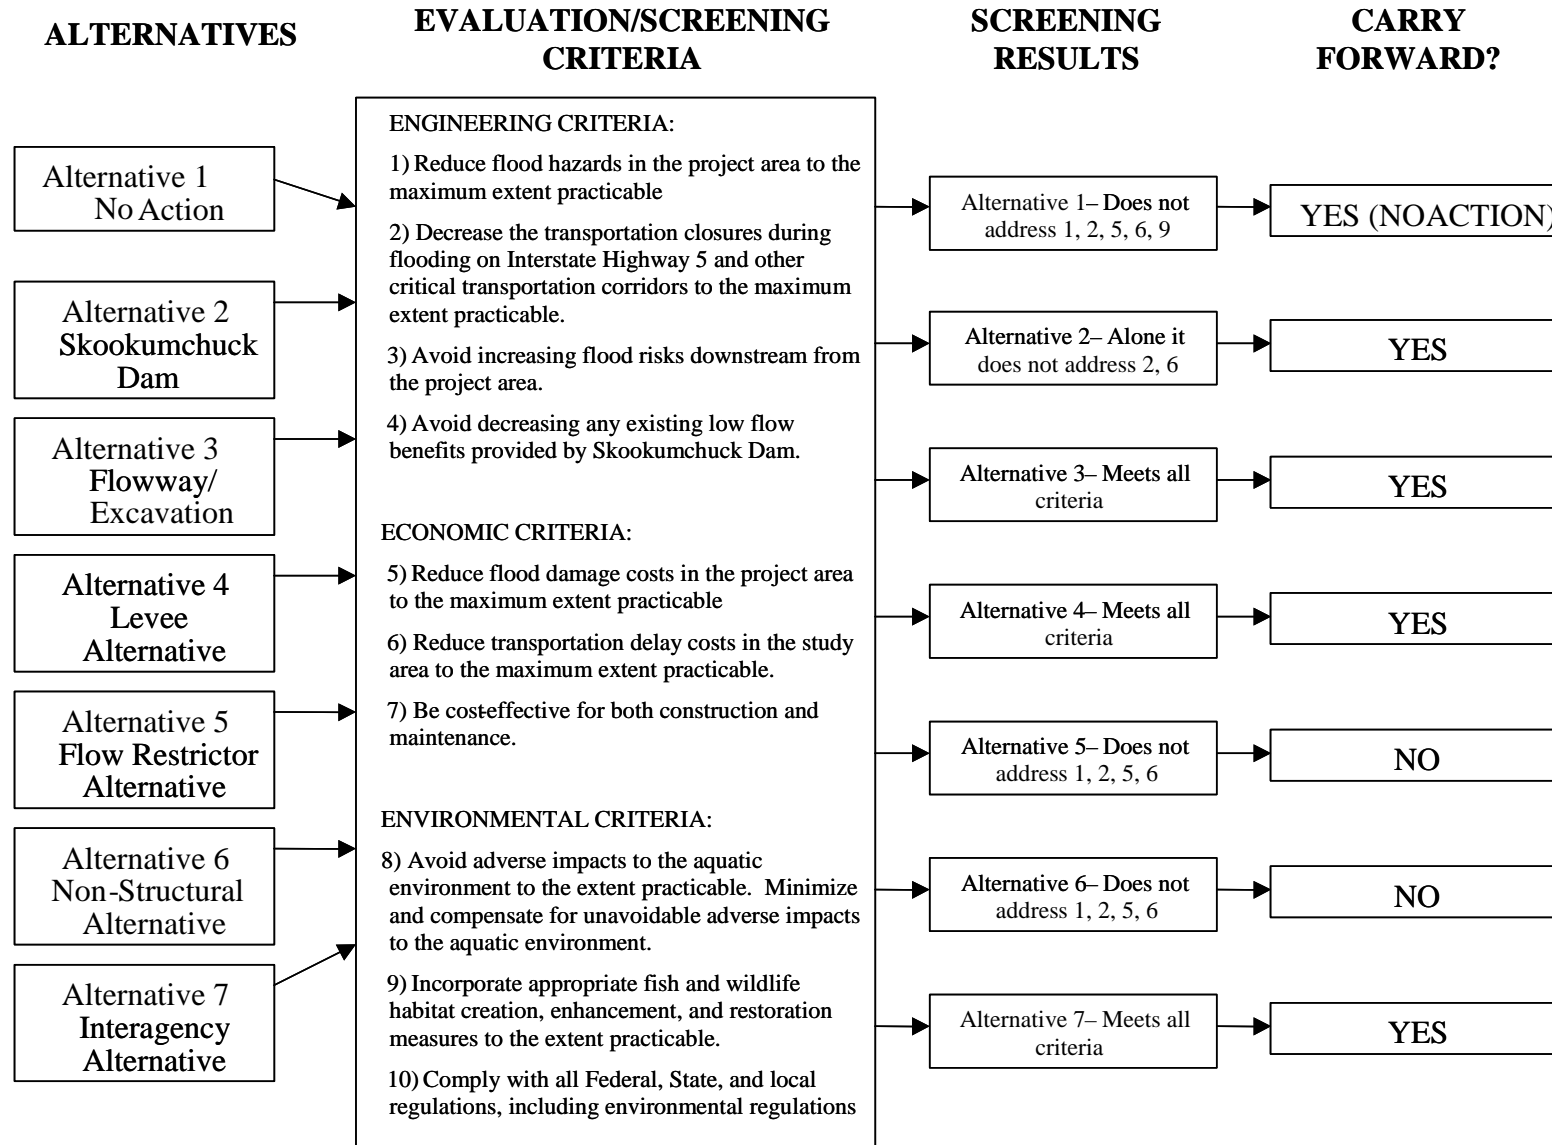 ALTERNATIVES
EVALUATION/SCREENING
CRITERIA
SCREENING
RESULTS
CARRY
FORWARD?
Alternative 1
No Action
Alternative 2
Skookumchuck
Dam
Alternative 3
Flowway/
Excavation
Alternative 4
Levee
Alternative
Alternative 5
Flow Restrictor
Alternative
Alternative 6
Non-Structural
Alternative
Alternative 7
Interagency
Alternative
ENGINEERING CRITERIA:
1) Reduce flood hazards in the project area to the
maximum extent practicable
2) Decrease the transportation closures during
flooding on Interstate Highway 5 and other
critical transportation corridors to the maximum
extent practicable.
3) Avoid increasing flood risks downstream from
the project area.
4) Avoid decreasing any existing low flow
benefits provided by Skookumchuck Dam.
ECONOMIC CRITERIA:
5) Reduce flood damage costs in the project area
to the maximum extent practicable
6) Reduce transportation delay costs in the study
area to the maximum extent practicable.
7) Be cost-effective for both construction and
maintenance.
ENVIRONMENTAL CRITERIA:
8) Avoid adverse impacts to the aquatic
environment to the extent practicable. Minimize
and compensate for unavoidable adverse impacts
to the aquatic environment.
9) Incorporate appropriate fish and wildlife
habitat creation, enhancement, and restoration
measures to the extent practicable.
10) Comply with all Federal, State, and local
regulations, including environmental regulations
Alternative 1– Does not
address 1, 2, 5, 6, 9
Alternative 2– Alone it
does not address 2, 6
Alternative 3– Meets all
criteria
Alternative 4– Meets all
criteria
Alternative 5– Does not
address 1, 2, 5, 6
Alternative 6– Does not
address 1, 2, 5, 6
Alternative 7– Meets all
criteria
YES (NOACTION)
YES
YES
YES
NO
NO
YES